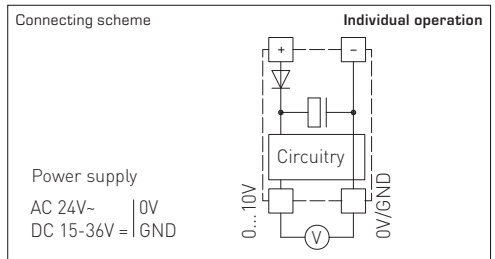 Connecting scheme
Individual operation
+ −
Circuitry
Power supply
AC 24V~ 0V
DC 15-36V = GND
0...10V
0V/GND
V